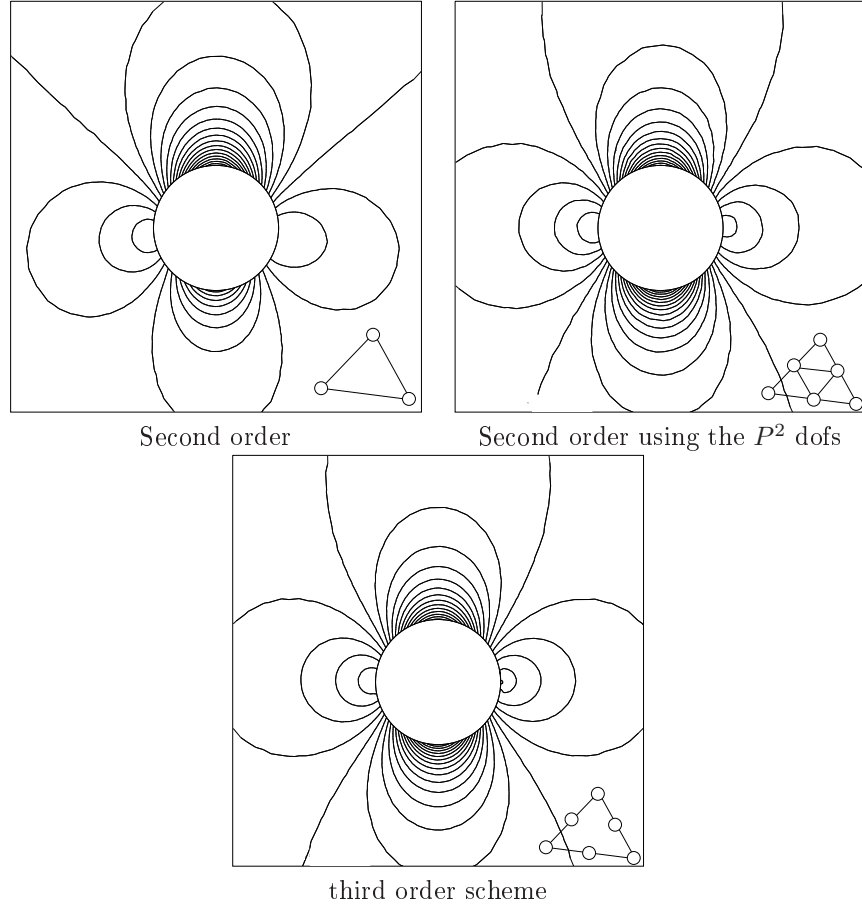 Second order
Second order using the P² dofs
third order scheme